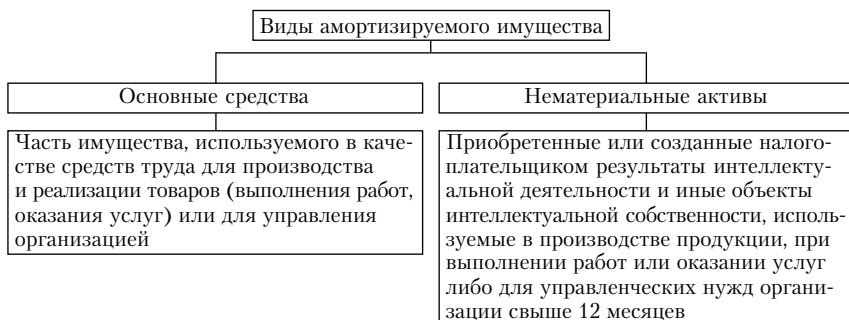 Виды амортизируемого имущества
Основные средства
Нематериальные активы
Часть имущества, используемого в каче-
стве средств труда для производства
и реализации товаров (выполнения работ,
оказания услуг) или для управления
организацией
Приобретенные или созданные налого-
плательщиком результаты интеллекту-
альной деятельности и иные объекты
интеллектуальной собственности, исполь-
зуемые в производстве продукции, при
выполнении работ или оказании услуг
либо для управленческих нужд органи-
зации свыше 12 месяцев